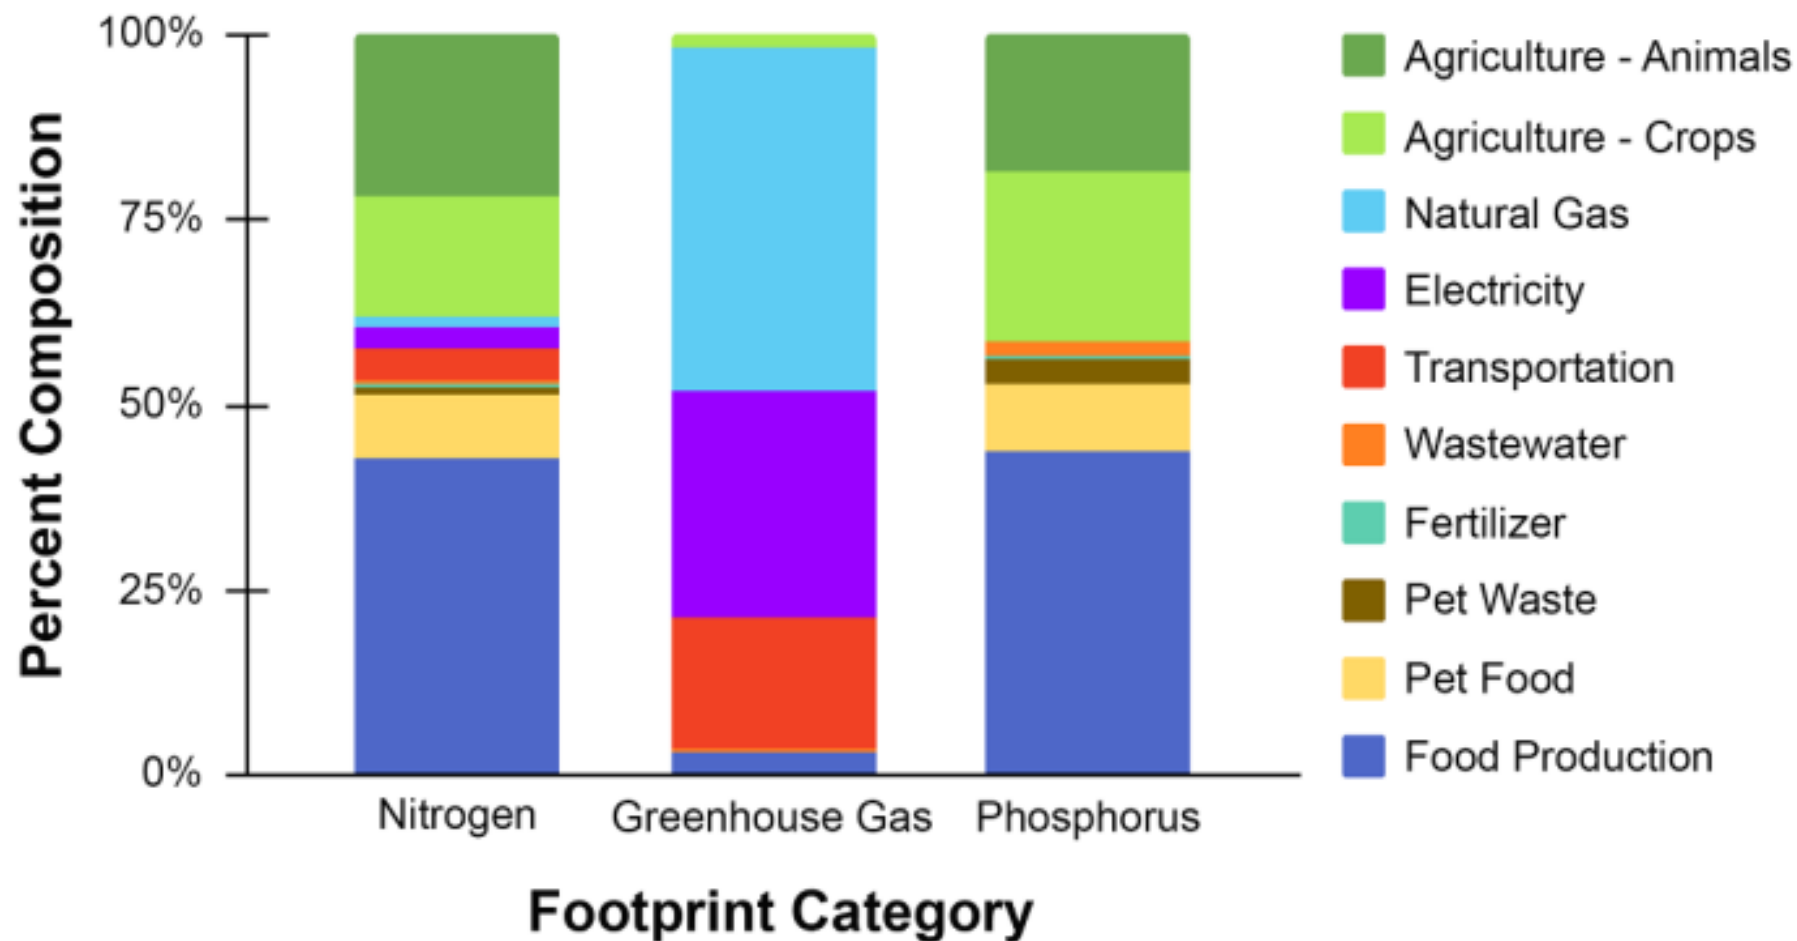 Percent Composition
100%
75%
50%
25%
0%
Nitrogen
Greenhouse Gas
Phosphorus
Footprint Category
Agriculture - Animals
Agriculture - Crops
Natural Gas
Electricity
Transportation
Wastewater
Fertilizer
Pet Waste
Pet Food
Food Production